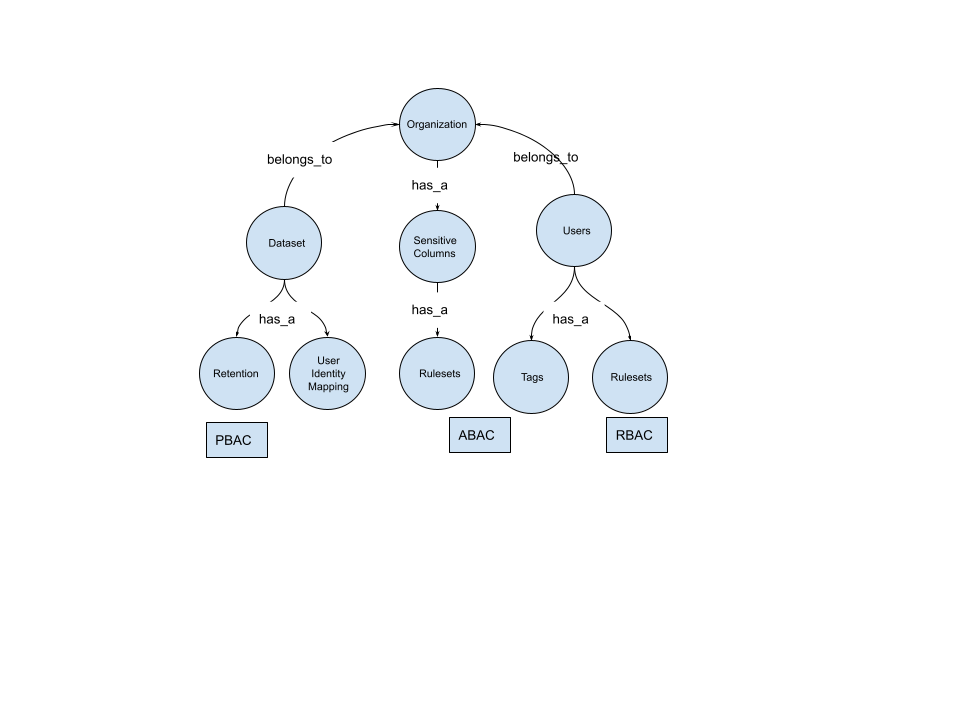 Organization
belongs_to
belongs_to
has_a
Dataset
Sensitive
Columns
Users
has_a
has_a
has_a
Retention
User
Identity
Mapping
Rulesets
Tags
Rulesets
PBAC
ABAC
RBAC